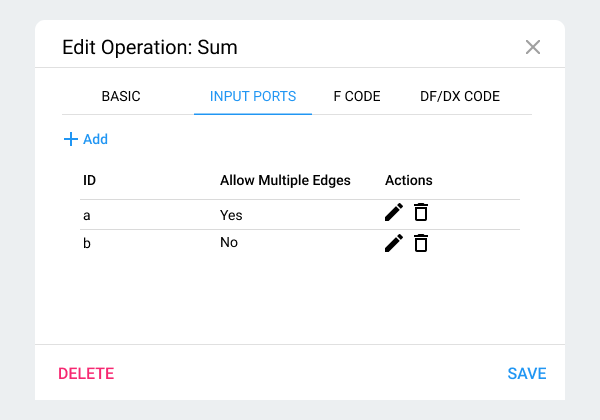 Edit Operation: Sum
BASIC INPUT PORTS F CODE DF/DX CODE
Add
ID Allow Multiple Edges Actions
a Yes
b No
DELETE SAVE